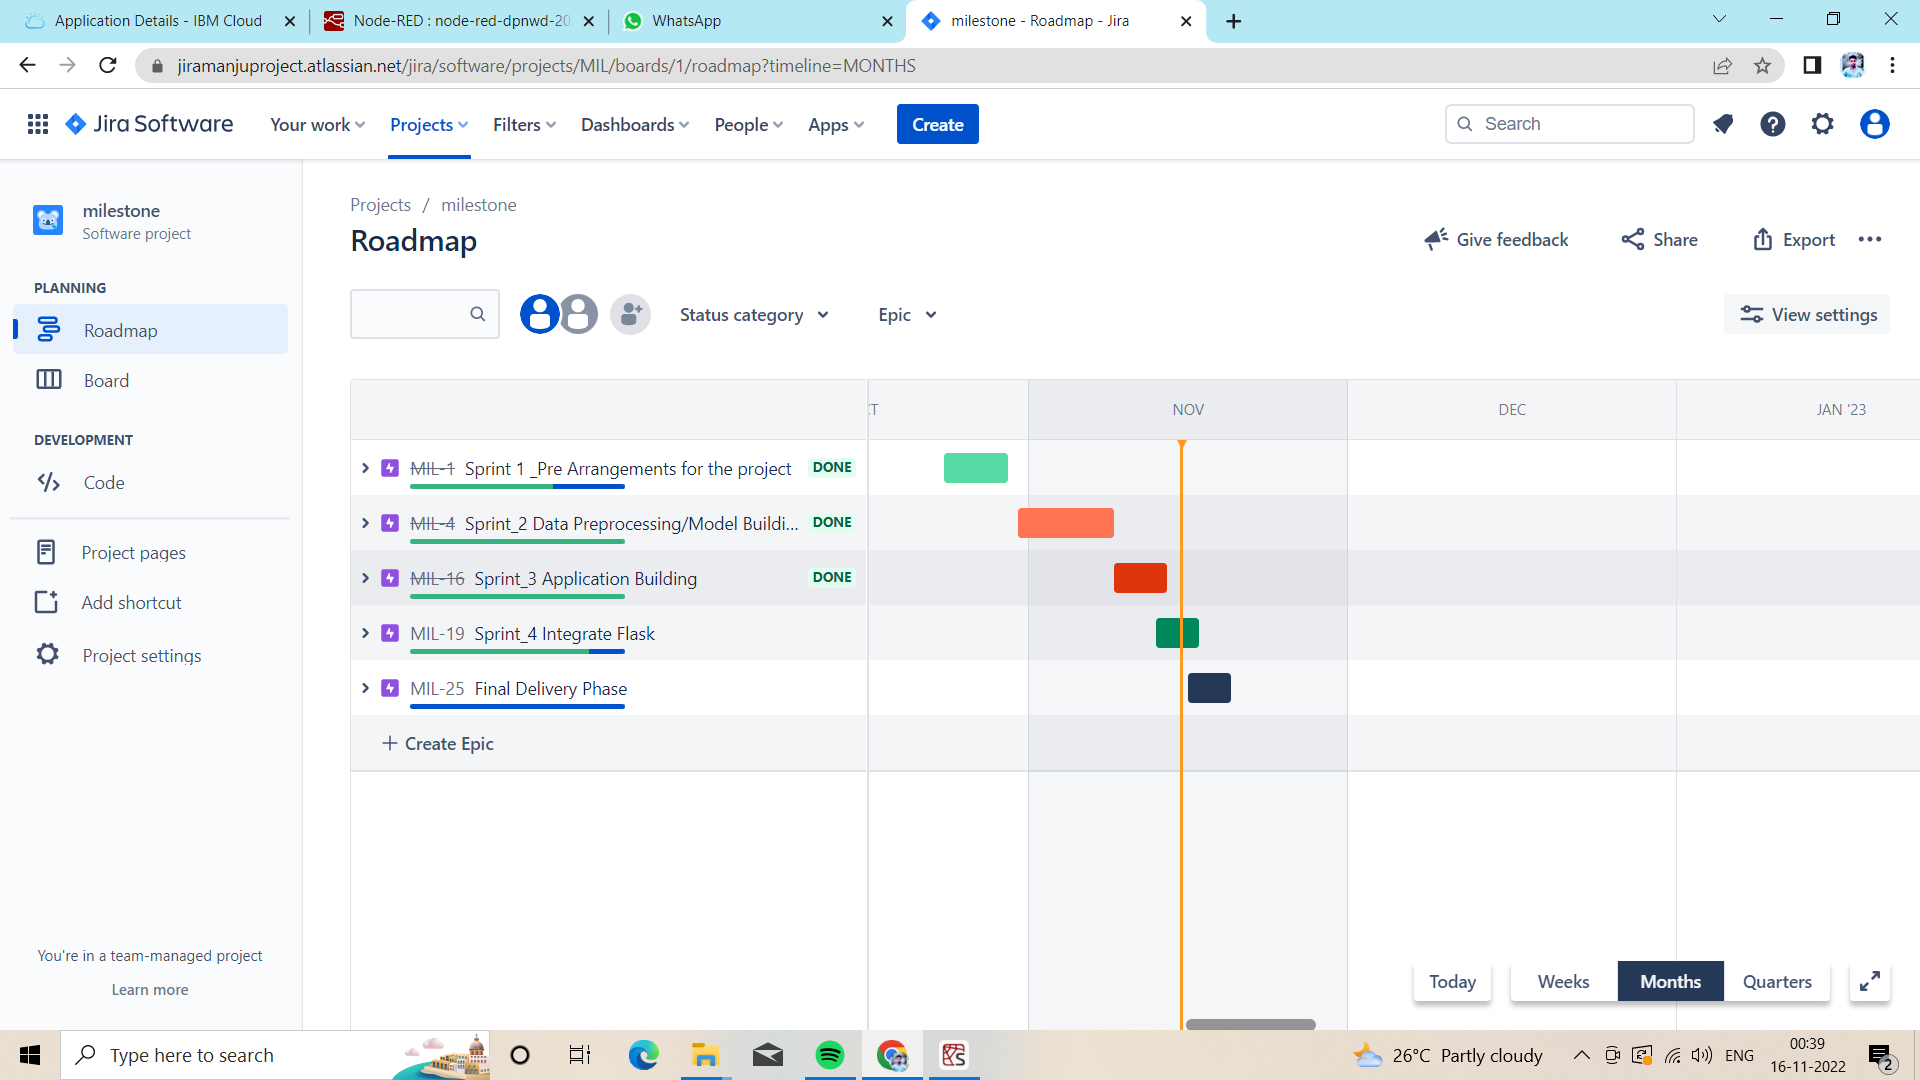 Application Details - IBM Cloud
Node-RED : node-red-dpnwd-20
WhatsApp
milestone - Roadmap - Jira
jiramanjuproject.atlassian.net/jira/software/projects/MIL/boards/1/roadmap?timeline=MONTHS
Jira Software
Your work
Projects
Filters
Dashboards
People
Apps
Create
Search
milestone
Software project
PLANNING
Roadmap
Board
DEVELOPMENT
Code
Project pages
Add shortcut
Project settings
You're in a team-managed project
Learn more
Projects / milestone
Roadmap
Give feedback
Share
Export
Status category
Epic
View settings
NOV
DEC
JAN '23
MIL-1 Sprint 1 _Pre Arrangements for the project DONE
MIL-4 Sprint_2 Data Preprocessing/Model Buildi... DONE
MIL-16 Sprint_3 Application Building DONE
MIL-19 Sprint_4 Integrate Flask
MIL-25 Final Delivery Phase
+ Create Epic
Today
Weeks
Months
Quarters
Type here to search
26°C Partly cloudy
ENG
00:39
16-11-2022
2